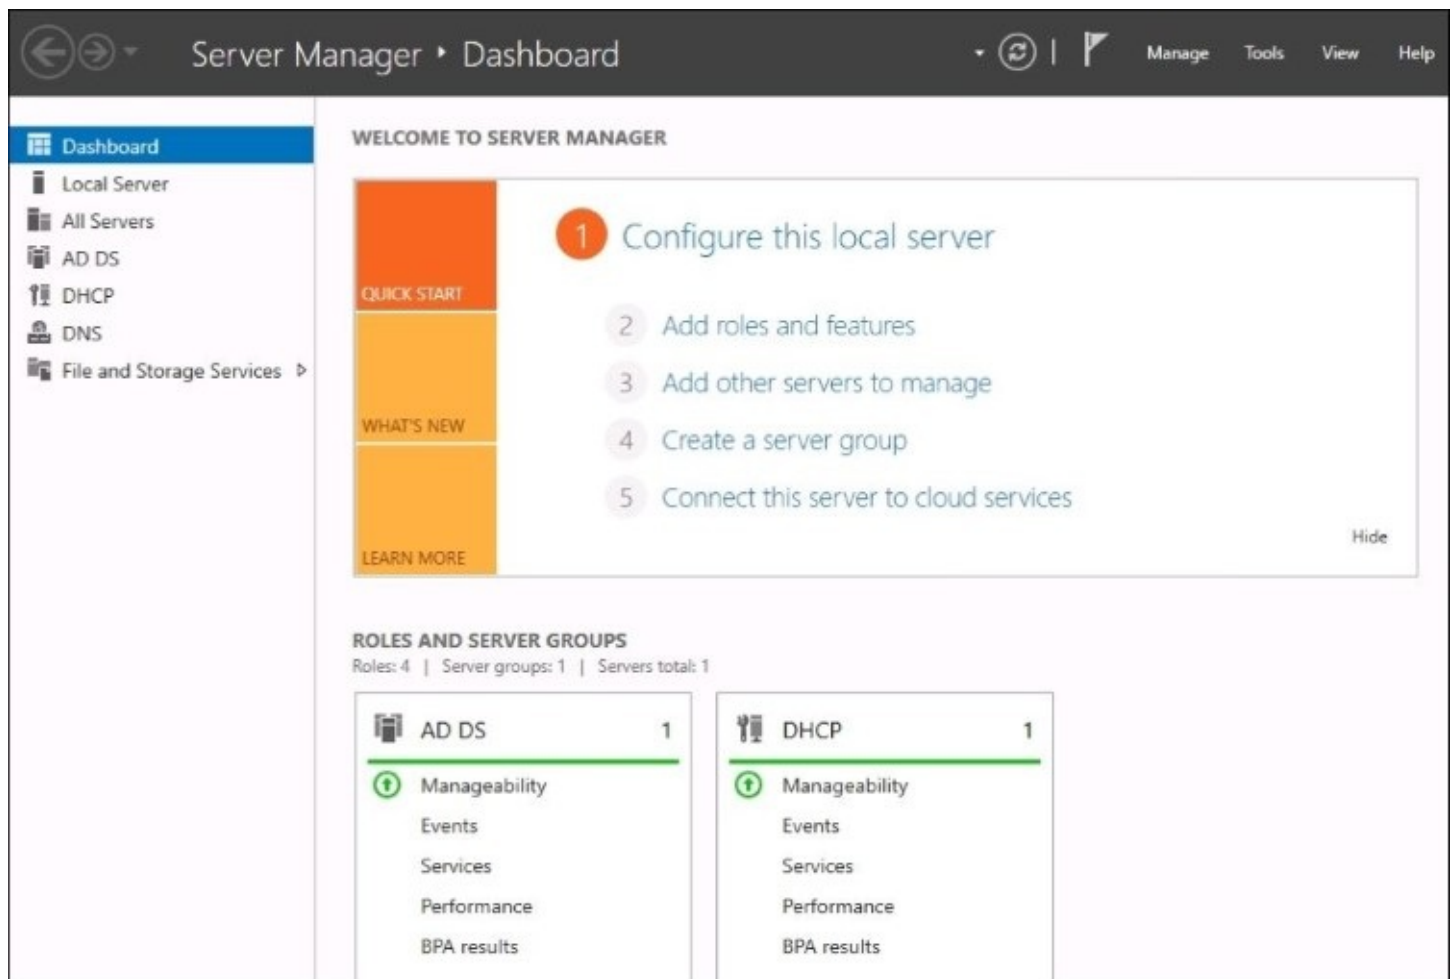 Server Manager ‣ Dashboard
Manage Tools View Help
Dashboard
Local Server
All Servers
AD DS
DHCP
DNS
File and Storage Services
WELCOME TO SERVER MANAGER
QUICK START
WHAT'S NEW
LEARN MORE
1 Configure this local server
2 Add roles and features
3 Add other servers to manage
4 Create a server group
5 Connect this server to cloud services
Hide
ROLES AND SERVER GROUPS
Roles: 4 | Server groups: 1 | Servers total: 1
AD DS 1
Manageability
Events
Services
Performance
BPA results
DHCP 1
Manageability
Events
Services
Performance
BPA results